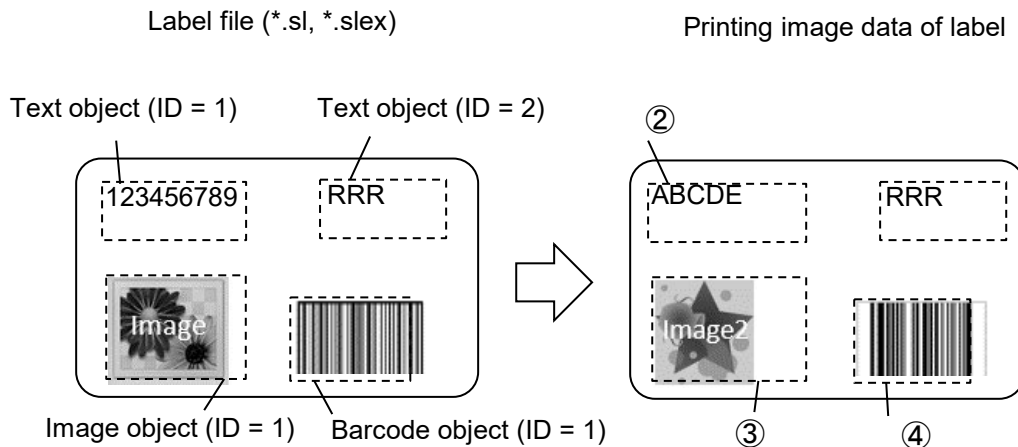 Label file (*.sl, *.slex)
Printing image data of label
Text object (ID = 1)
Text object (ID = 2)
②
123456789
RRR
ABCDE
RRR
Image
Image2
Image object (ID = 1)
Barcode object (ID = 1)
③
④